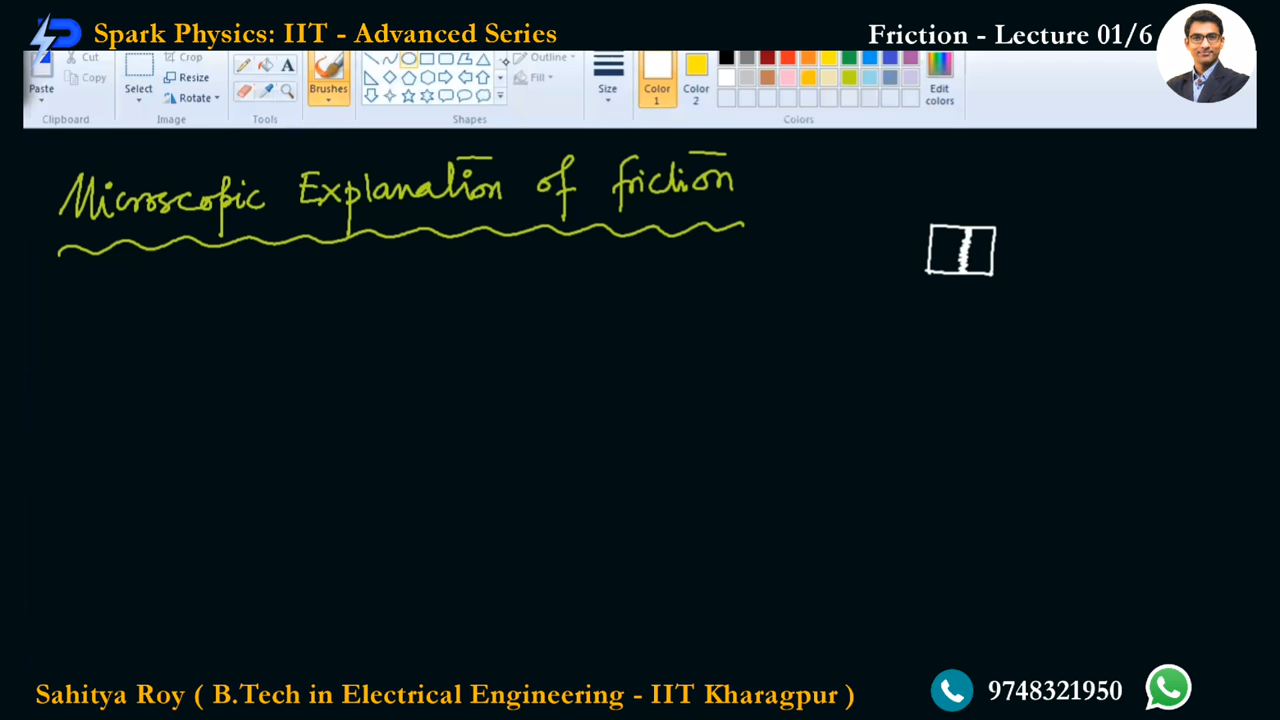 Spark Physics: IIT - Advanced Series
Friction - Lecture 01/6
Paste
Cut
Copy
Clipboard
Select
Crop
Resize
Rotate
Image
A
Tools
Brushes
Outline
Fill
Shapes
Size
Color 1
Color 2
Edit colors
Colors
Microscopic Explanation of friction
Sahitya Roy ( B.Tech in Electrical Engineering - IIT Kharagpur )
9748321950